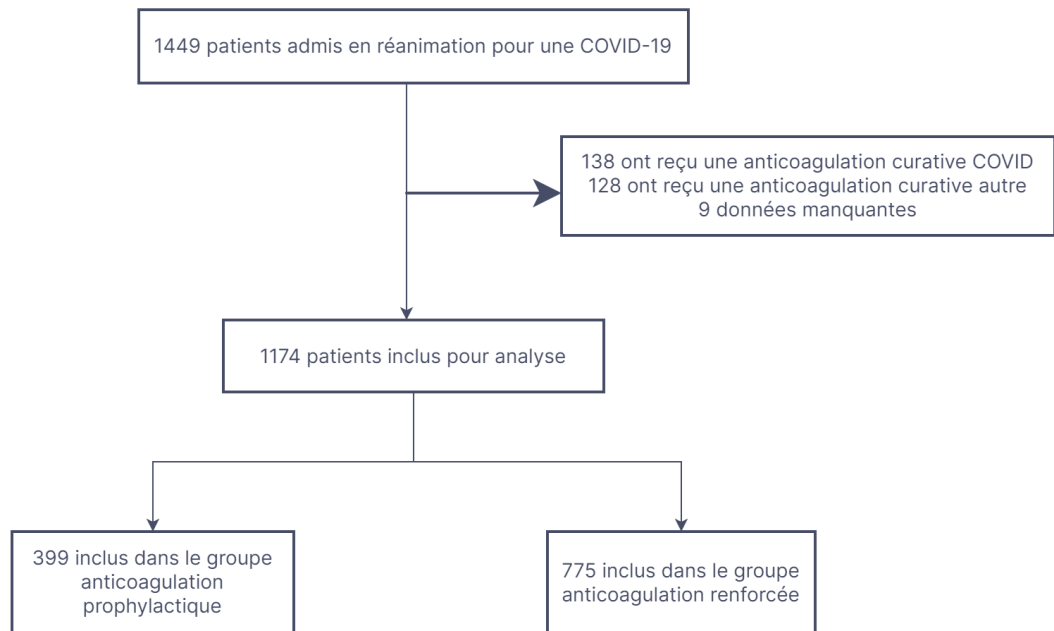 1449 patients admis en réanimation pour une COVID-19
138 ont reçu une anticoagulation curative COVID
128 ont reçu une anticoagulation curative autre
9 données manquantes
1174 patients inclus pour analyse
399 inclus dans le groupe
anticoagulation
prophylactique
775 inclus dans le groupe
anticoagulation renforcée